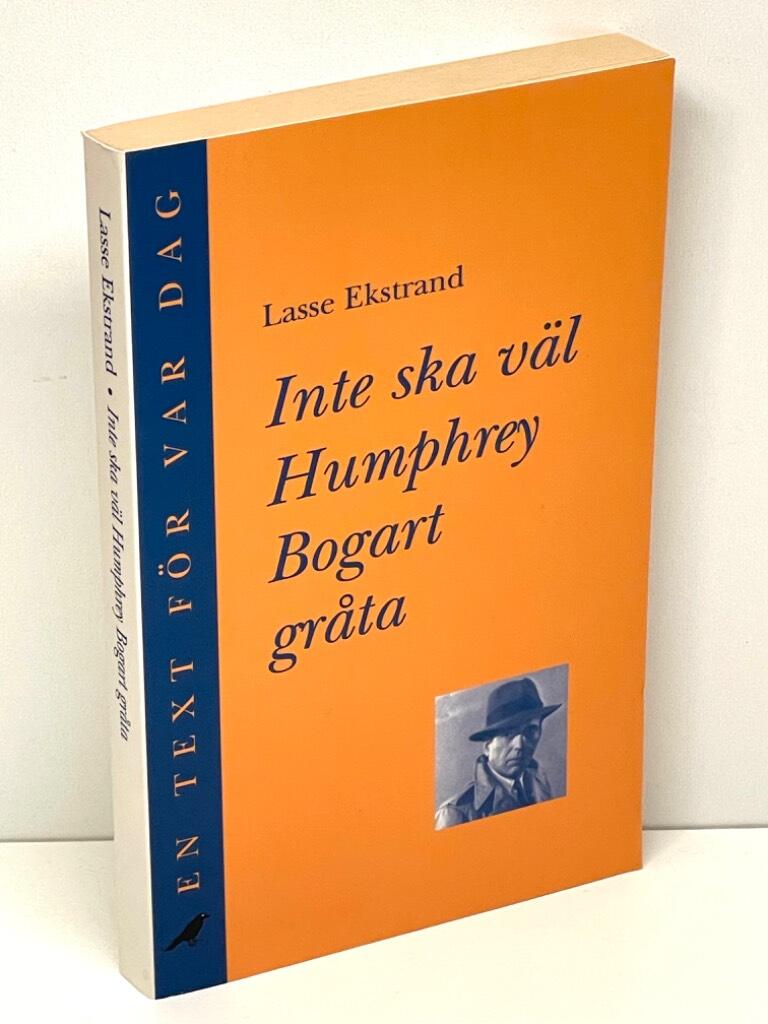 Lasse Ekstrand • Inte ska väl Humphrey Bogart gråta
EN TEXT FÖR VAR DAG
Lasse Ekstrand
Inte ska väl
Humphrey
Bogart
gråta